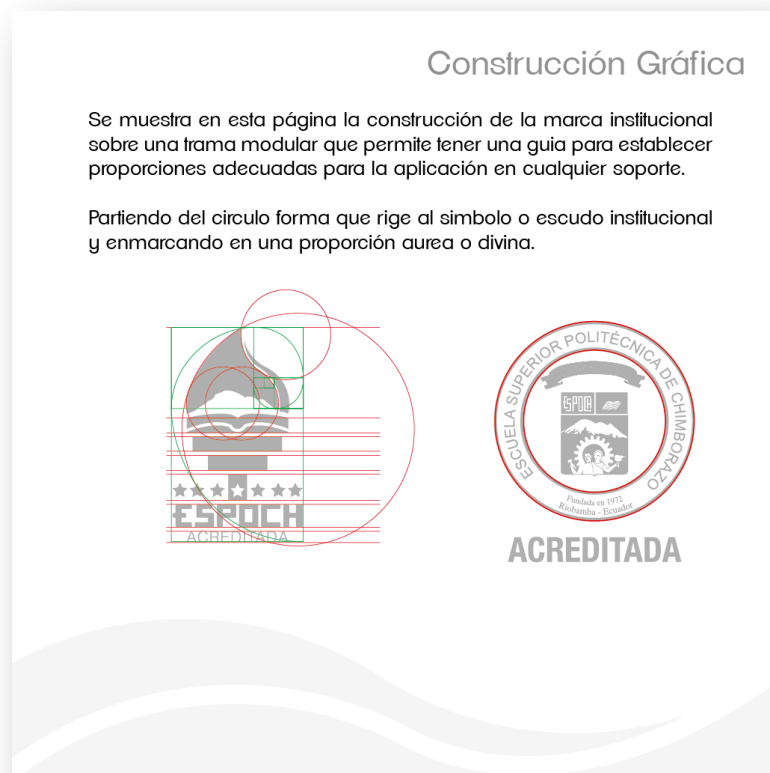 Construcción Gráfica
Se muestra en esta página la construcción de la marca institucional
sobre una trama modular que permite tener una guia para establecer
proporciones adecuadas para la aplicación en cualquier soporte.
Partiendo del circulo forma que rige al simbolo o escudo institucional
y enmarcando en una proporción aurea o divina.
ESPOCH
ACREDITADA
ESCUELA SUPERIOR POLITÉCNICA DE CHIMBORAZO
ESPOCH
Fundada en 1972
Riobamba - Ecuador
ACREDITADA